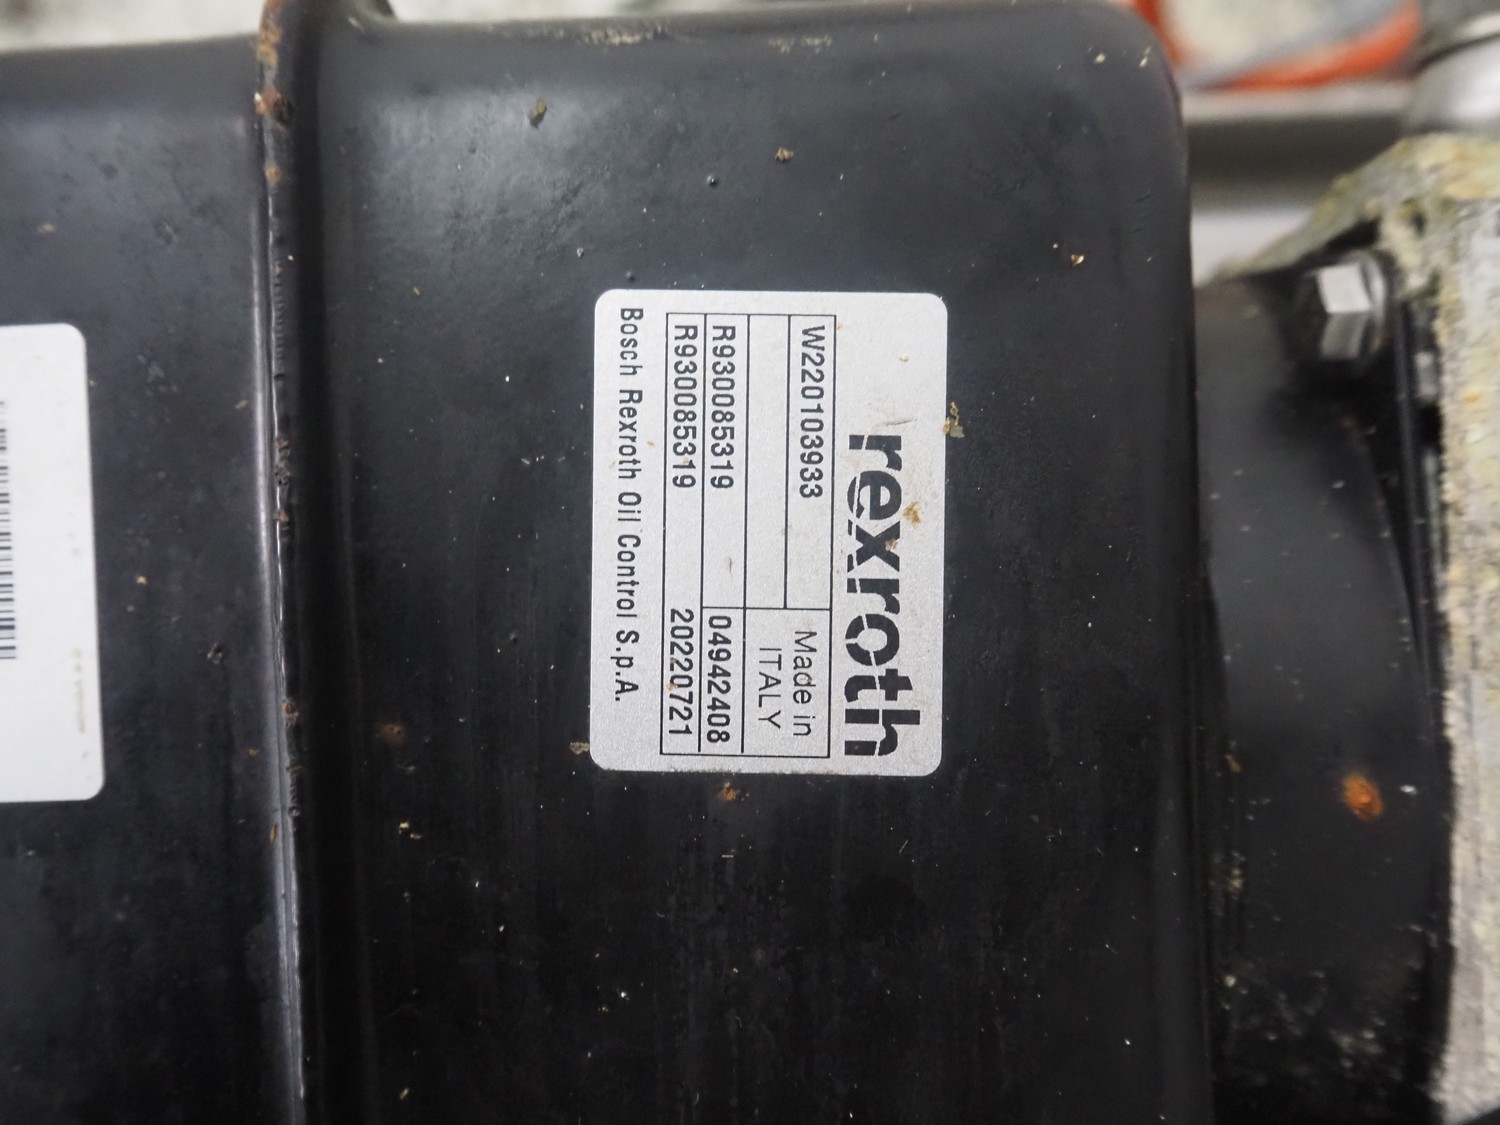 rexroth
W220103933
Made in
ITALY
R930085319 04942408
R930085319 20220721
Bosch Rexroth Oil Control S.p.A.